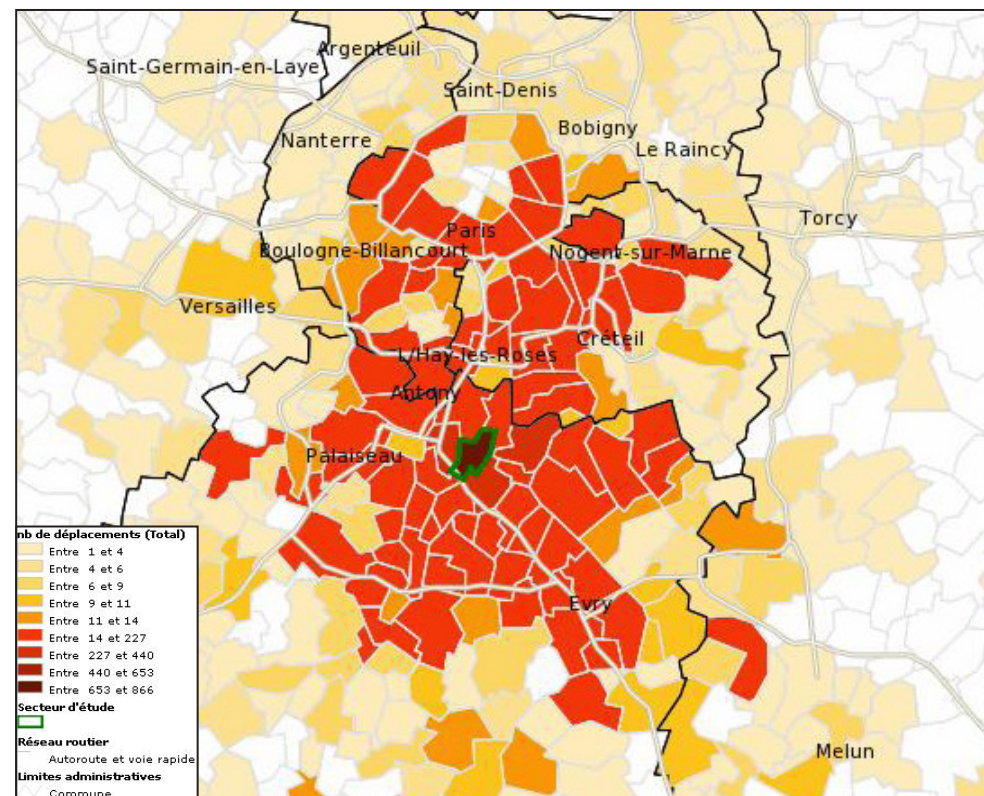 Argenteuil
Saint-Germain-en-Laye
Saint-Denis
Bobigny
Nanterre
Le Raincy
Torcy
Paris
Boulogne-Billancourt
Nogent-sur-Marne
Versailles
Créteil
L'Hay-les-Roses
Antony
Palaiseau
Evry
Melun
nb de déplacements (Total)
Entre 1 et 4
Entre 4 et 6
Entre 6 et 9
Entre 9 et 11
Entre 11 et 14
Entre 14 et 227
Entre 227 et 440
Entre 440 et 653
Entre 653 et 866
Secteur d'étude
Réseau routier
Autoroute et voie rapide
Limites administratives
Commune